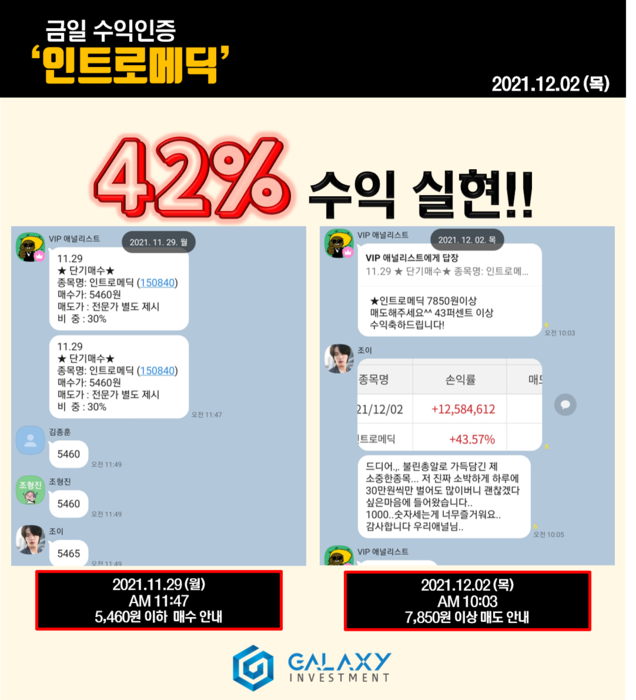 금일 수익인증
‘인트로메딕’
2021.12.02 (목)
42% 수익 실현!!
VIP 애널리스트
2021. 11. 29. 월
11.29
★ 단기매수★
종목명: 인트로메딕 (150840)
매수가: 5460원
매도가 : 전문가 별도 제시
비 중 : 30%
11.29
★ 단기매수★
종목명: 인트로메딕 (150840)
매수가: 5460원
매도가 : 전문가 별도 제시
비 중 : 30%
오전 11:47
김종훈
5460
오전 11:49
조형진
5460
오전 11:49
조이
5465
오전 11:49
2021.11.29 (월)
AM 11:47
5,460원 이하 매수 안내
VIP 애널리스트
2021. 12. 02. 목
VIP 애널리스트에게 답장
11.29 ★ 단기매수★ 종목명: 인트로메...
★인트로메딕 7850원이상
매도해주세요^^ 43퍼센트 이상
수익축하드립니다!
오전 10:03
조이
종목명 손익률 매도
21/12/02 +12,584,612
인트로메딕 +43.57%
드디어.,. 불린총알로 가득담긴 제
소중한종목... 저 진짜 소박하게 하루에
30만원씩만 벌어도 많이버니 괜찮겠다
싶은마음에 들어왔습니다..
1000..숫자세는게 너무즐거워요..
감사합니다 우리애널님..
오전 10:05
VIP 애널리스트
2021.12.02 (목)
AM 10:03
7,850원 이상 매도 안내
GALAXY
INVESTMENT